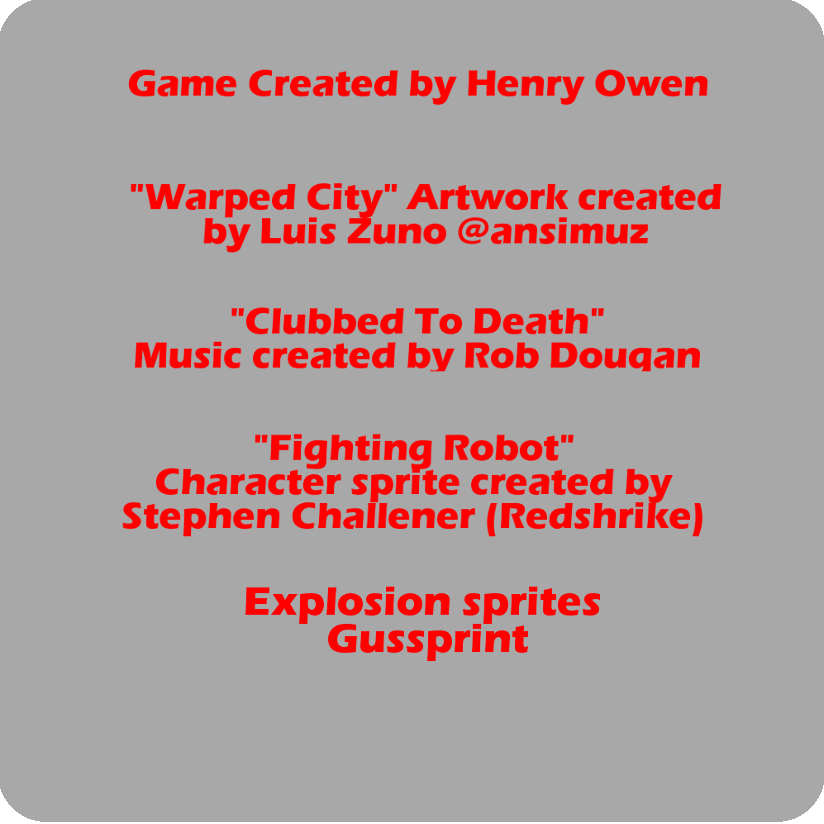 Game Created by Henry Owen
"Warped City" Artwork created
by Luis Zuno @ansimuz
"Clubbed To Death"
Music created by Rob Dougan
"Fighting Robot"
Character sprite created by
Stephen Challener (Redshrike)
Explosion sprites
Gussprint